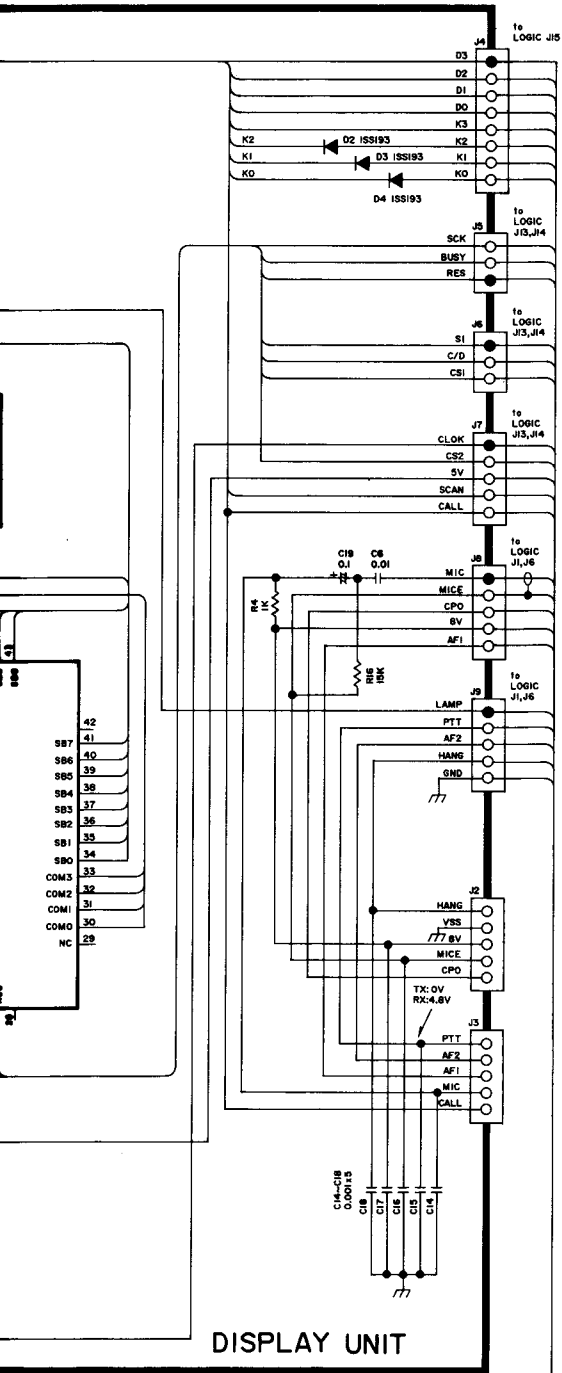 to
LOGIC J15
J4
D3
D2
D1
D0
K3
K2 D2 ISS193 K2
K1 D3 ISS193 K1
K0 K0
D4 ISS193
to
LOGIC
J13,J14
J5
SCK
BUSY
RES
to
LOGIC
J13,J14
J6
S1
C/D
CS1
to
LOGIC
J13,J14
J7
CLOK
CS2
5V
SCAN
CALL
to
LOGIC
J1,J6
J8
C19
0.1
C6
0.01
MIC
MICE
R4
1K
CPO
8V
AF1
R16
15K
to
LOGIC
J1,J6
J9
LAMP
PTT
AF2
HANG
GND
42
SB7 41
SB6 40
SB5 39
SB4 38
SB3 37
SB2 36
SB1 35
SB0 34
COM3 33
COM2 32
COM1 31
COM0 30
NC 29
J2
HANG
VSS
8V
MICE
CPO
TX: 0V
RX: 4.8V
J3
PTT
AF2
AF1
MIC
CALL
C14~C18
0.001x5
C18
C17
C16
C15
C14
DISPLAY UNIT